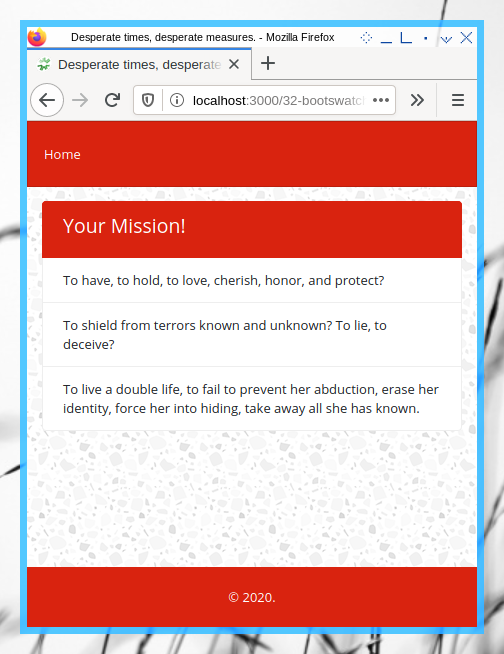 Desperate times, desperate measures. - Mozilla Firefox
Desperate times, desperate
localhost:3000/32-bootswatc
Home
Your Mission!
To have, to hold, to love, cherish, honor, and protect?
To shield from terrors known and unknown? To lie, to
deceive?
To live a double life, to fail to prevent her abduction, erase her
identity, force her into hiding, take away all she has known.
© 2020.